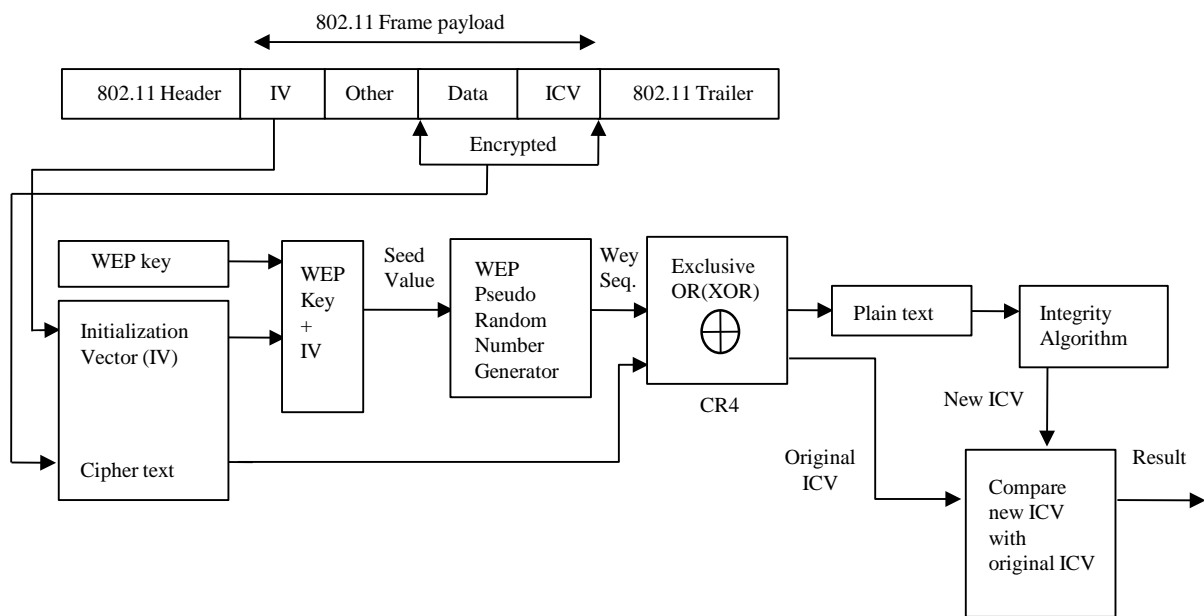 802.11 Frame payload
802.11 Header IV Other Data ICV 802.11 Trailer
Encrypted
WEP key
Initialization
Vector (IV)
Cipher text
WEP
Key
+
IV
Seed
Value
WEP
Pseudo
Random
Number
Generator
Wey
Seq.
Exclusive
OR(XOR)
CR4
Plain text
Integrity
Algorithm
New ICV
Original
ICV
Compare
new ICV
with
original ICV
Result